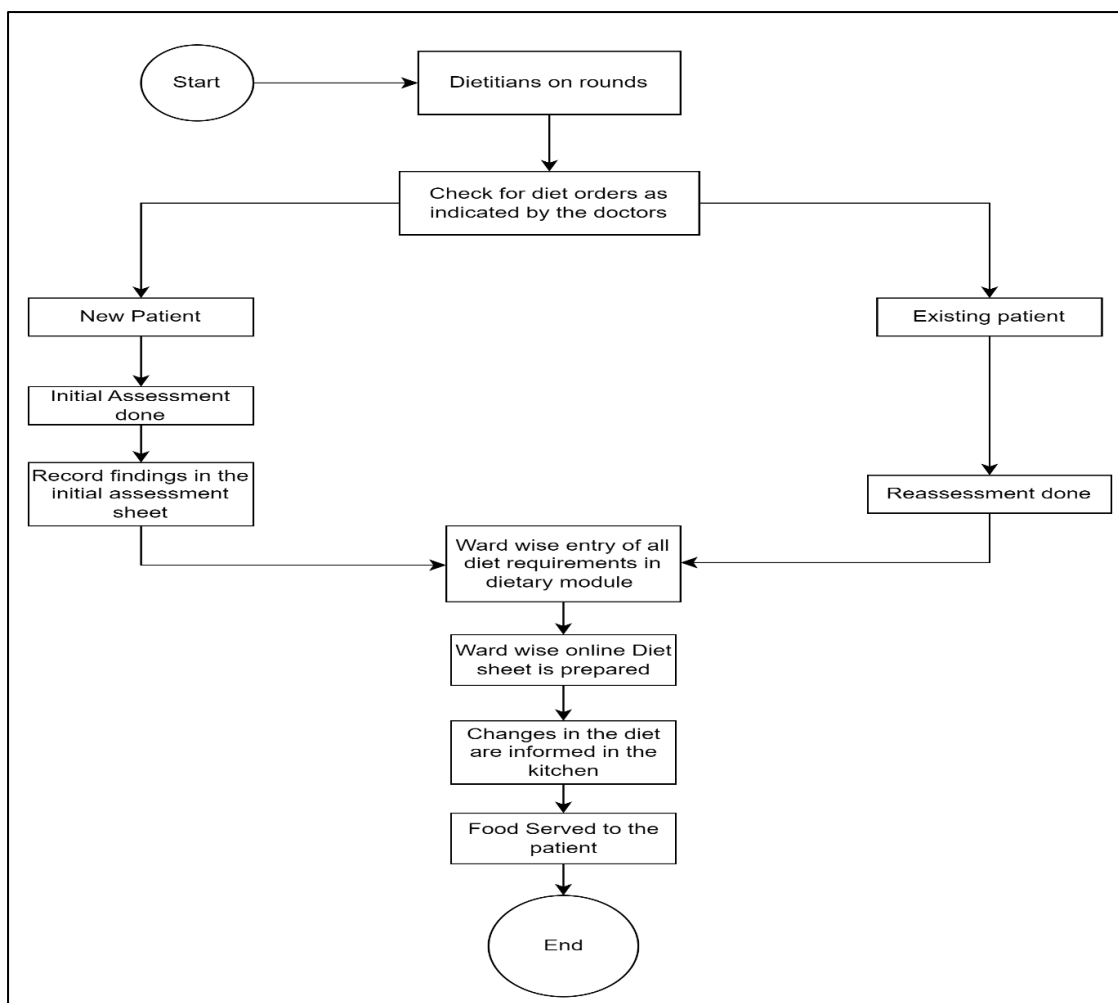 Start
Dietitians on rounds
Check for diet orders as
indicated by the doctors
New Patient
Existing patient
Initial Assessment
done
Record findings in the
initial assessment
sheet
Reassessment done
Ward wise entry of all
diet requirements in
dietary module
Ward wise online Diet
sheet is prepared
Changes in the diet
are informed in the
kitchen
Food Served to the
patient
End